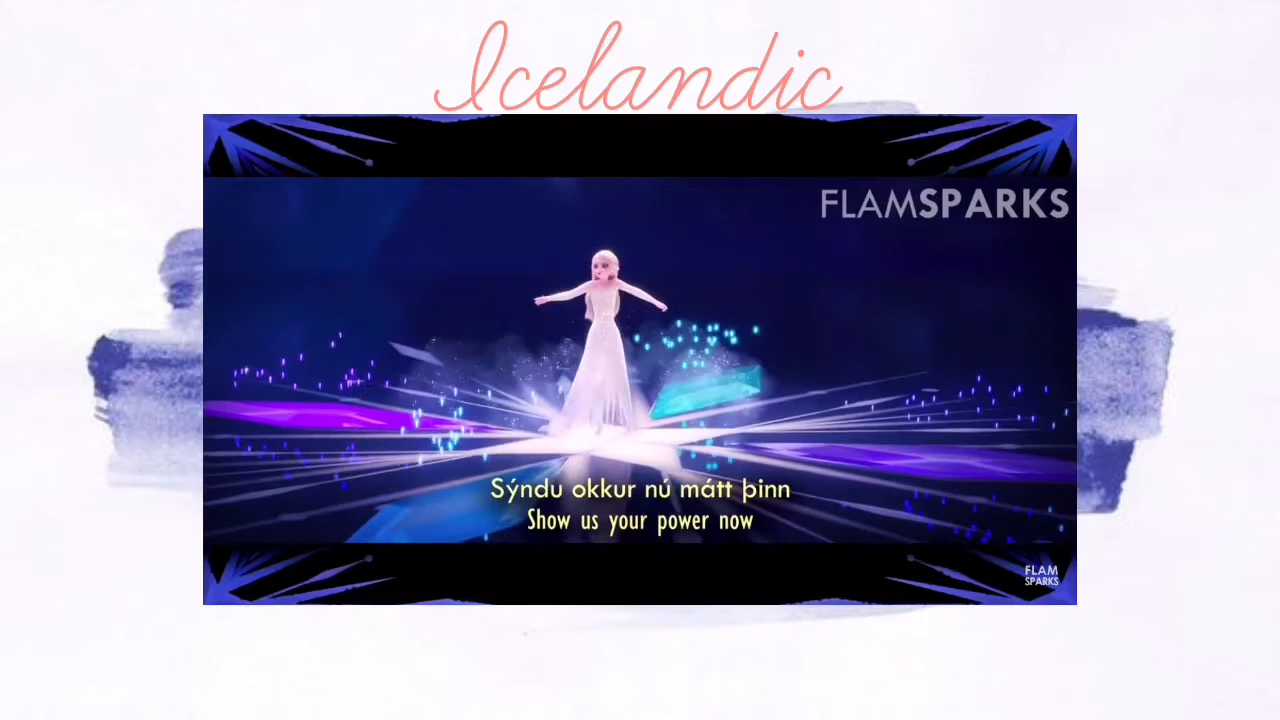 Icelandic
FLAMSPARKS
Sýndu okkur nú mátt þinn
Show us your power now
FLAM
SPARKS